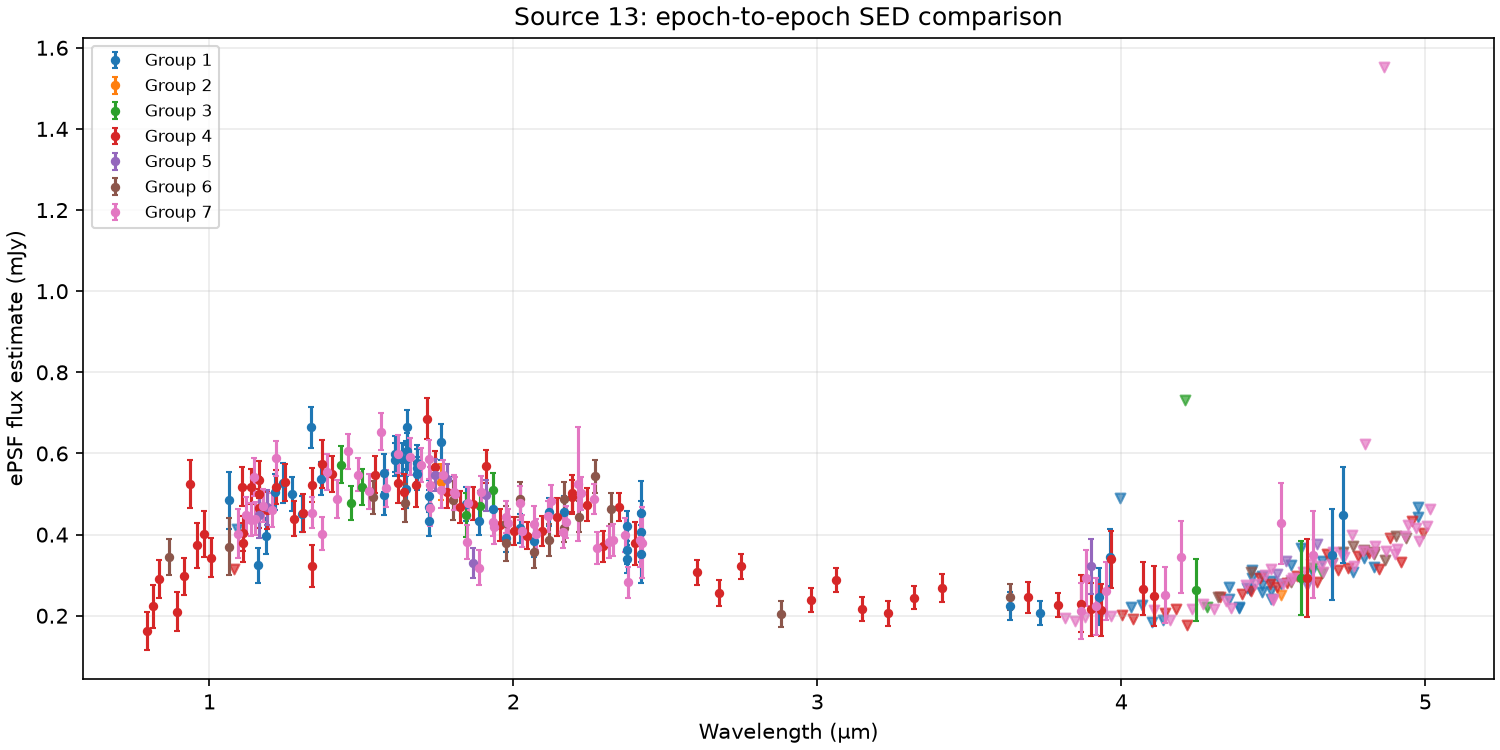 Source 13: epoch-to-epoch SED comparison
Group 1
Group 2
Group 3
Group 4
Group 5
Group 6
Group 7
ePSF flux estimate (mJy)
1.6
1.4
1.2
1.0
0.8
0.6
0.4
0.2
1 2 3 4 5
Wavelength (μm)